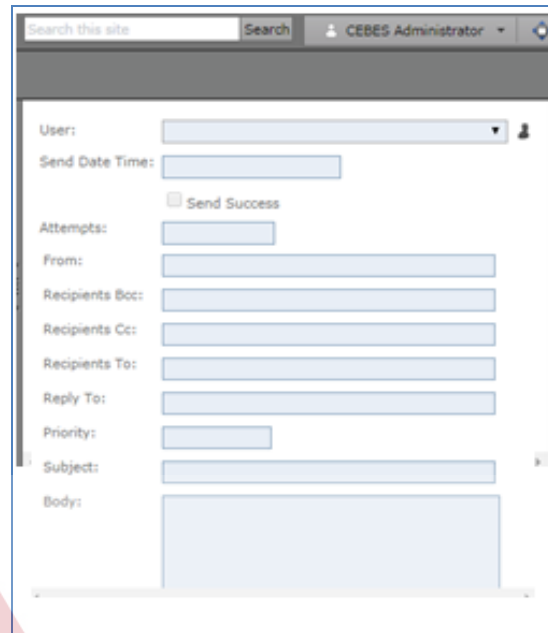 Search this site Search CEBES Administrator
User:
Send Date Time:
Send Success
Attempts:
From:
Recipients Bcc:
Recipients Cc:
Recipients To:
Reply To:
Priority:
Subject:
Body: